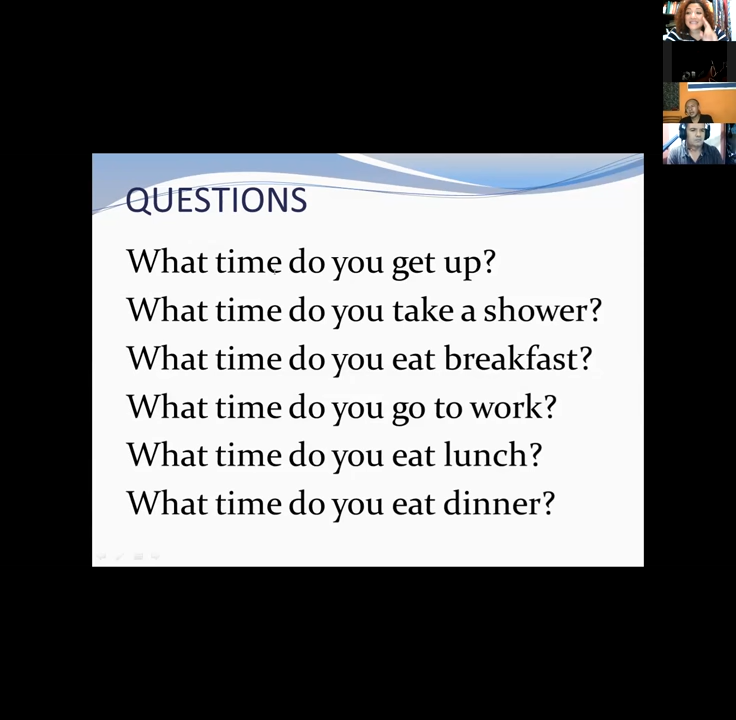 QUESTIONS
What time do you get up?
What time do you take a shower?
What time do you eat breakfast?
What time do you go to work?
What time do you eat lunch?
What time do you eat dinner?